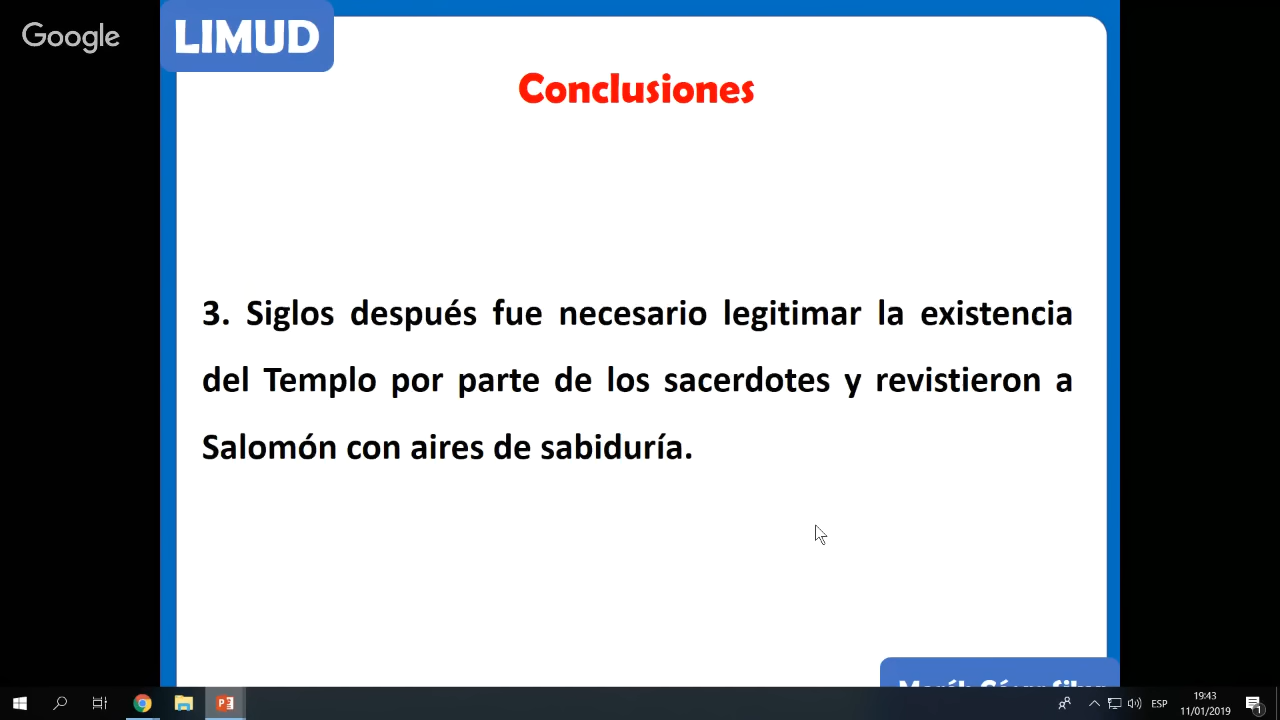 Google
LIMUD
Conclusiones
3. Siglos después fue necesario legitimar la existencia
del Templo por parte de los sacerdotes y revistieron a
Salomón con aires de sabiduría.
ESP
19:43
11/01/2019
1